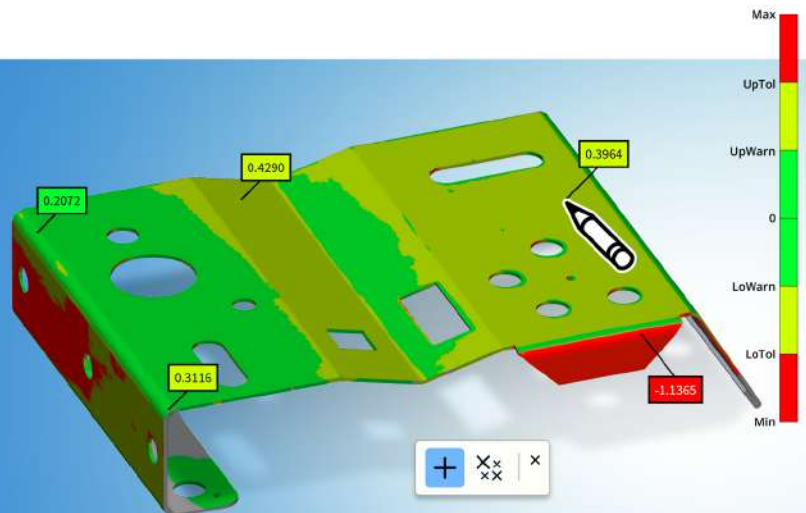 Max
UpTol
UpWarn
0
LoWarn
LoTol
Min
0.4290
0.3964
0.2072
0.3116
-1.1365